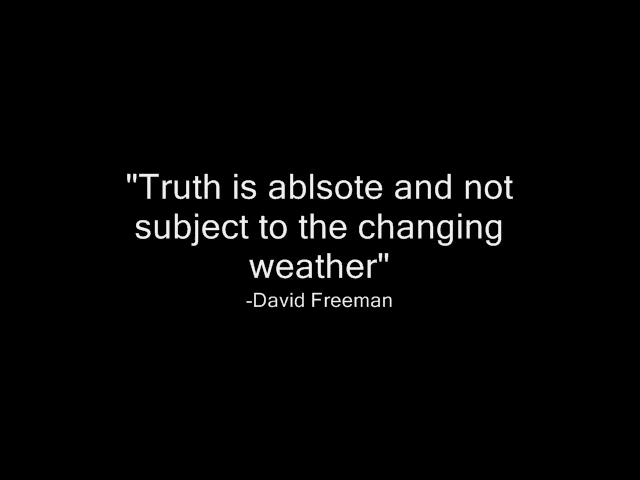 "Truth is ablsote and not
subject to the changing
weather"
-David Freeman